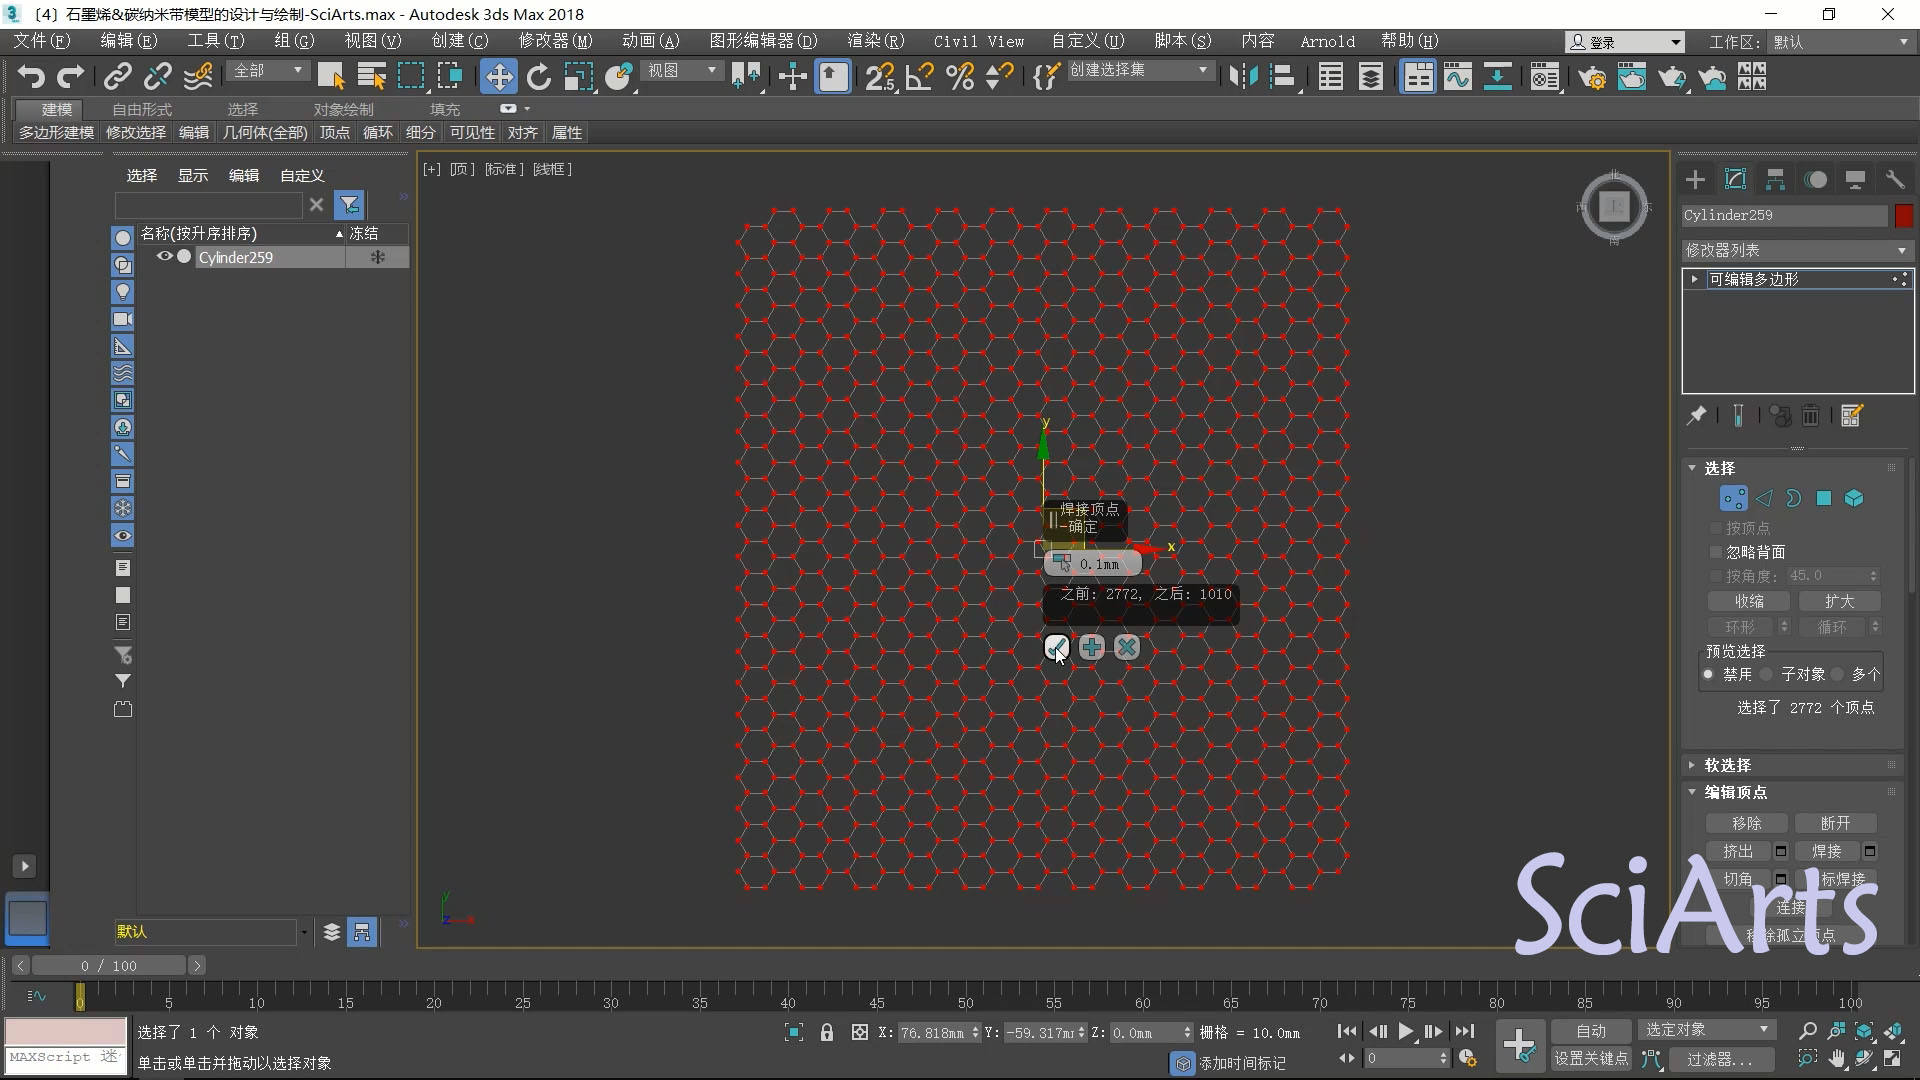 〔4〕石墨烯&碳纳米带模型的设计与绘制-SciArts.max - Autodesk 3ds Max 2018
文件(F) 编辑(E) 工具(T) 组(G) 视图(V) 创建(C) 修改器(M) 动画(A) 图形编辑器(D) 渲染(R) Civil View 自定义(U) 脚本(S) 内容 Arnold 帮助(H) 登录 工作区: 默认
全部 视图 创建选择集
建模 自由形式 选择 对象绘制 填充
多边形建模 修改选择 编辑 几何体(全部) 顶点 循环 细分 可见性 对齐 属性
选择 显示 编辑 自定义
名称(按升序排序) 冻结
Cylinder259
默认
[+] [顶] [标准] [线框]
北
西 上 东
南
y
x
焊接顶点
-确定
0.1mm
之前: 2772, 之后: 1010
Cylinder259
修改器列表
可编辑多边形
选择
按顶点
忽略背面
按角度: 45.0
收缩 扩大
环形 循环
预览选择
禁用 子对象 多个
选择了 2772 个顶点
软选择
编辑顶点
移除 断开
挤出 焊接
切角 标焊接
连接
移除孤立顶点
SciArts
0 / 100
0 5 10 15 20 25 30 35 40 45 50 55 60 65 70 75 80 85 90 95 100
MAXScript 迷
选择了 1 个 对象
单击或单击并拖动以选择对象
X: 76.818mm Y: -59.317mm Z: 0.0mm 栅格 = 10.0mm
添加时间标记
0
自动 选定对象
设置关键点 过滤器...